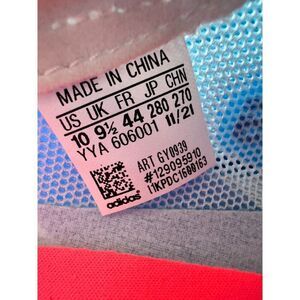 MADE IN CHINA
US UK FR JP CHN
10 9½ 44 280 270
YYA 606001 11/21
ART GY0939
#129095910
I1KPDC1600163
adidas